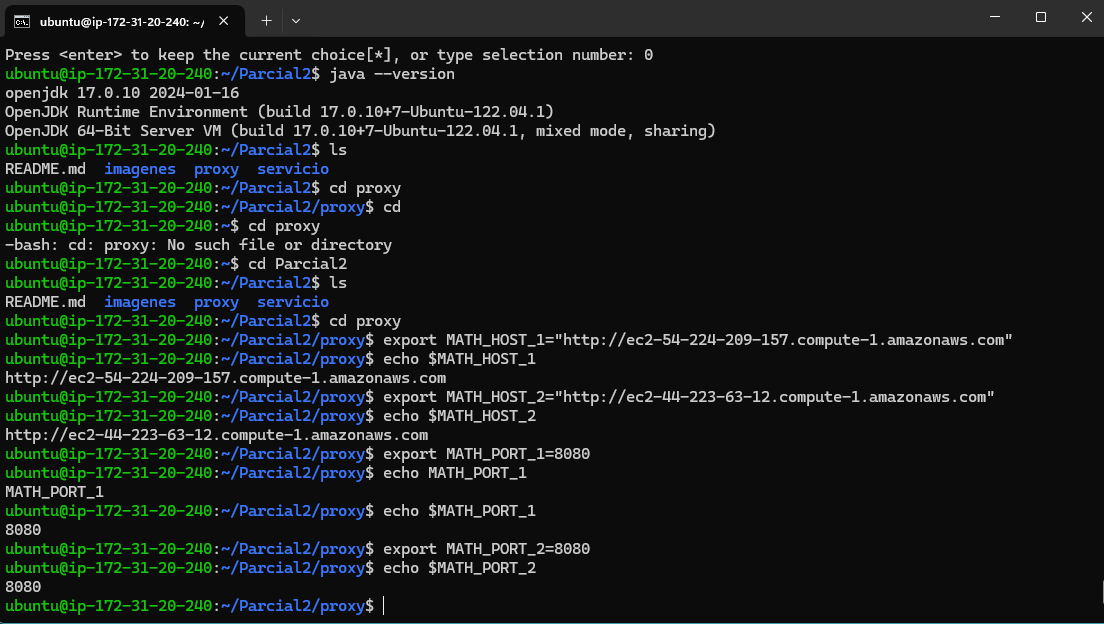 ubuntu@ip-172-31-20-240: ~/
Press <enter> to keep the current choice[*], or type selection number: 0
ubuntu@ip-172-31-20-240:~/Parcial2$ java --version
openjdk 17.0.10 2024-01-16
OpenJDK Runtime Environment (build 17.0.10+7-Ubuntu-122.04.1)
OpenJDK 64-Bit Server VM (build 17.0.10+7-Ubuntu-122.04.1, mixed mode, sharing)
ubuntu@ip-172-31-20-240:~/Parcial2$ ls
README.md  imagenes  proxy  servicio
ubuntu@ip-172-31-20-240:~/Parcial2$ cd proxy
ubuntu@ip-172-31-20-240:~/Parcial2/proxy$ cd
ubuntu@ip-172-31-20-240:~$ cd proxy
-bash: cd: proxy: No such file or directory
ubuntu@ip-172-31-20-240:~$ cd Parcial2
ubuntu@ip-172-31-20-240:~/Parcial2$ ls
README.md  imagenes  proxy  servicio
ubuntu@ip-172-31-20-240:~/Parcial2$ cd proxy
ubuntu@ip-172-31-20-240:~/Parcial2/proxy$ export MATH_HOST_1="http://ec2-54-224-209-157.compute-1.amazonaws.com"
ubuntu@ip-172-31-20-240:~/Parcial2/proxy$ echo $MATH_HOST_1
http://ec2-54-224-209-157.compute-1.amazonaws.com
ubuntu@ip-172-31-20-240:~/Parcial2/proxy$ export MATH_HOST_2="http://ec2-44-223-63-12.compute-1.amazonaws.com"
ubuntu@ip-172-31-20-240:~/Parcial2/proxy$ echo $MATH_HOST_2
http://ec2-44-223-63-12.compute-1.amazonaws.com
ubuntu@ip-172-31-20-240:~/Parcial2/proxy$ export MATH_PORT_1=8080
ubuntu@ip-172-31-20-240:~/Parcial2/proxy$ echo MATH_PORT_1
MATH_PORT_1
ubuntu@ip-172-31-20-240:~/Parcial2/proxy$ echo $MATH_PORT_1
8080
ubuntu@ip-172-31-20-240:~/Parcial2/proxy$ export MATH_PORT_2=8080
ubuntu@ip-172-31-20-240:~/Parcial2/proxy$ echo $MATH_PORT_2
8080
ubuntu@ip-172-31-20-240:~/Parcial2/proxy$